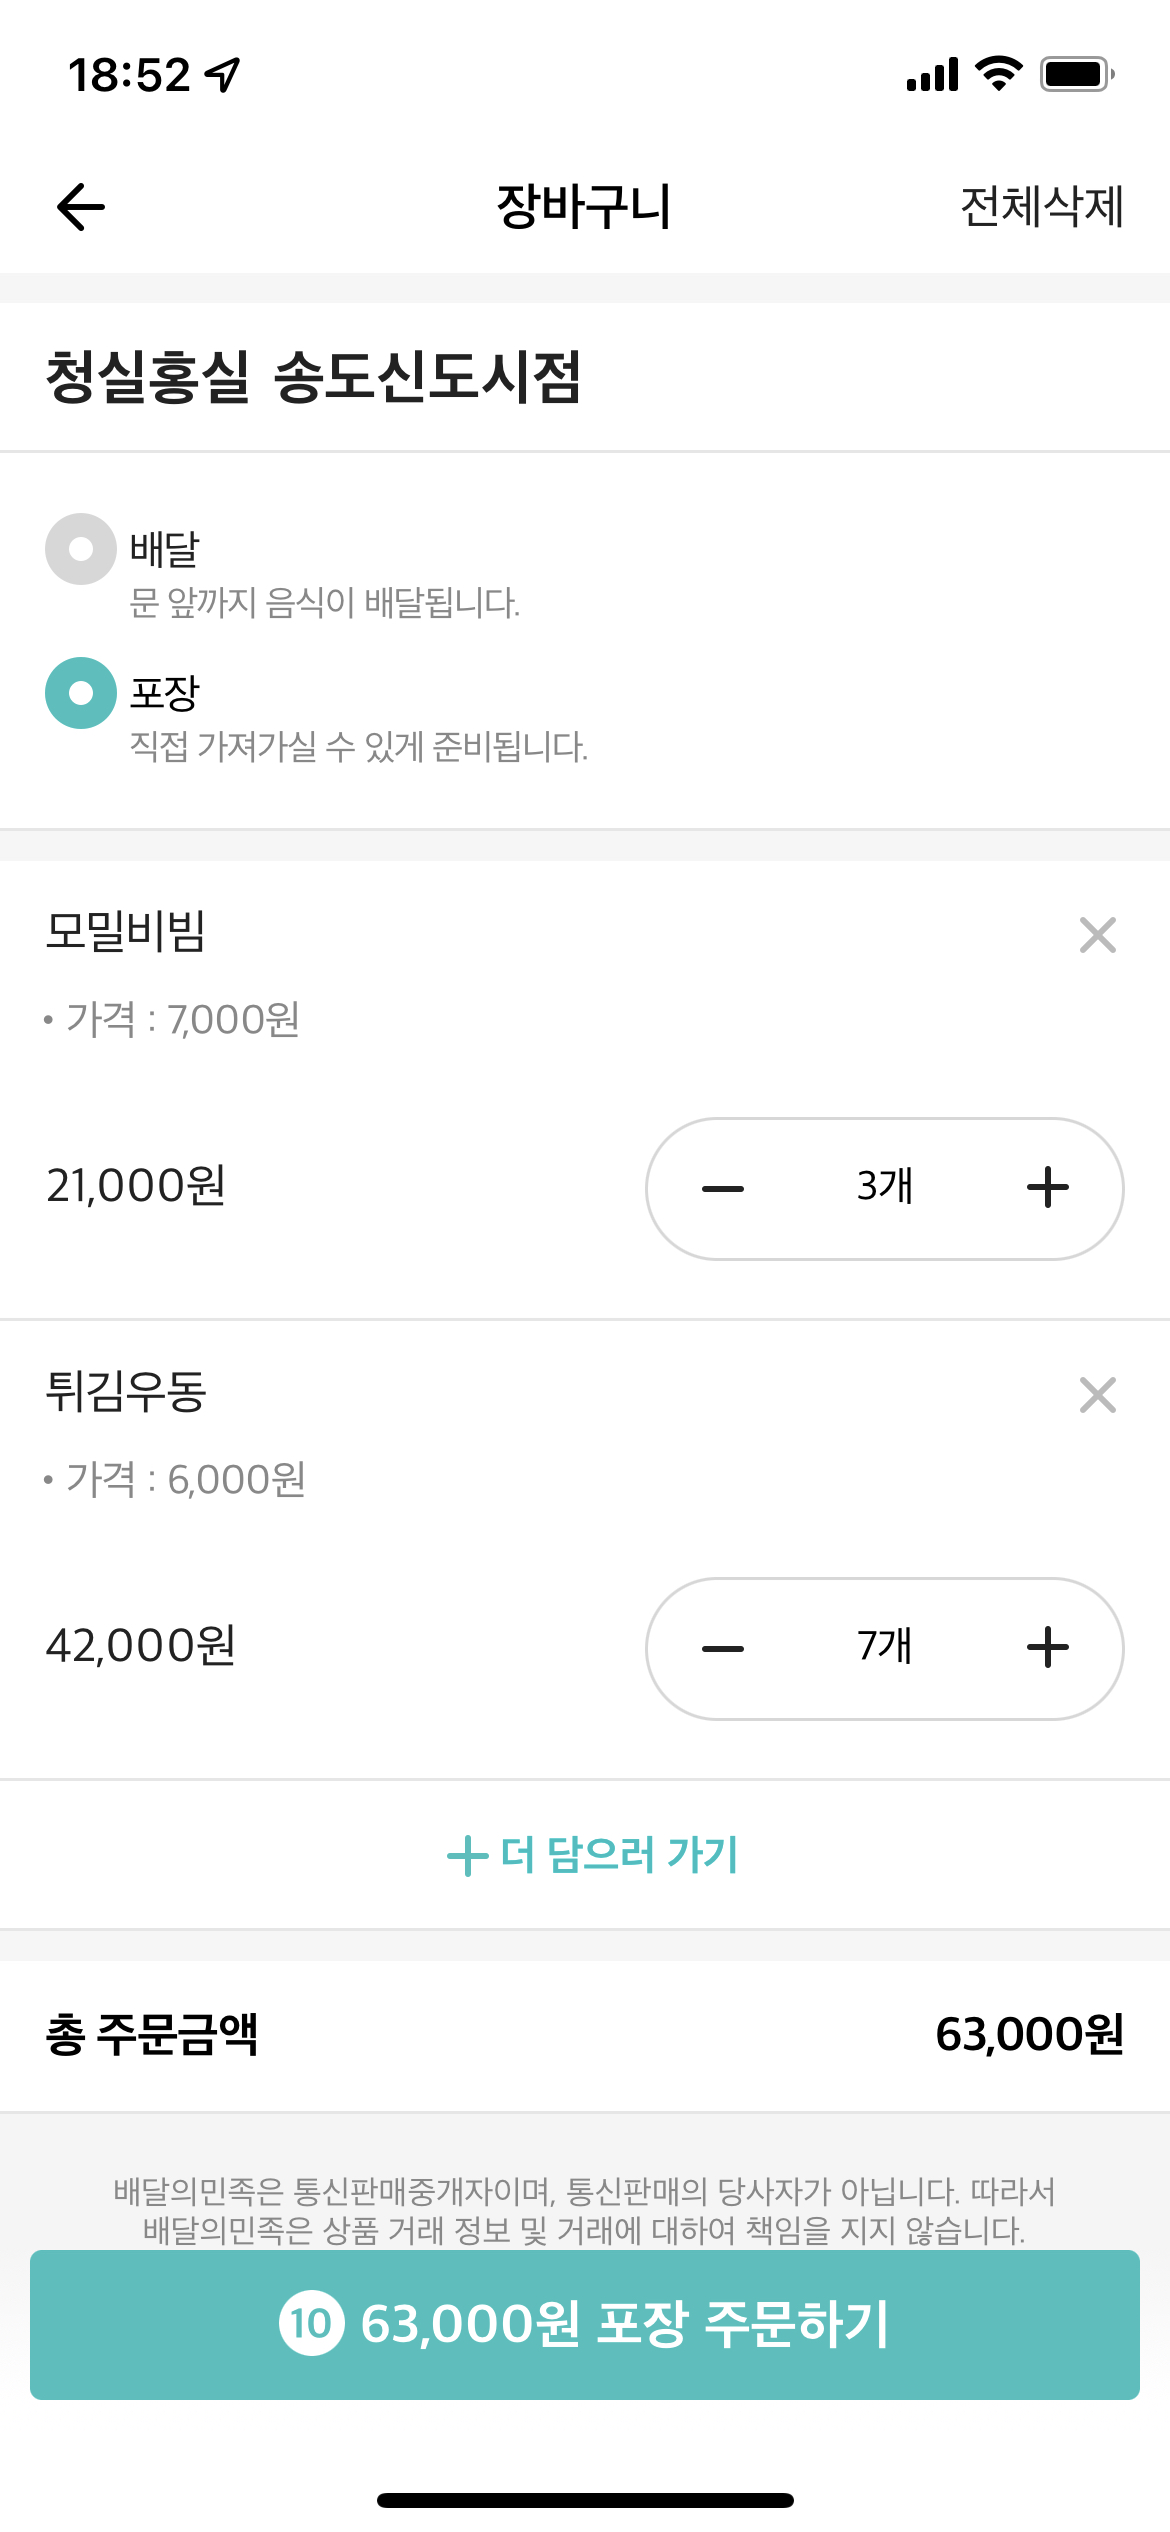 18:52
장바구니 전체삭제
청실홍실 송도신도시점
배달
문 앞까지 음식이 배달됩니다.
포장
직접 가져가실 수 있게 준비됩니다.
모밀비빔
• 가격 : 7,000원
21,000원 3개
튀김우동
• 가격 : 6,000원
42,000원 7개
더 담으러 가기
총 주문금액 63,000원
배달의민족은 통신판매중개자이며, 통신판매의 당사자가 아닙니다. 따라서
배달의민족은 상품 거래 정보 및 거래에 대하여 책임을 지지 않습니다.
10 63,000원 포장 주문하기